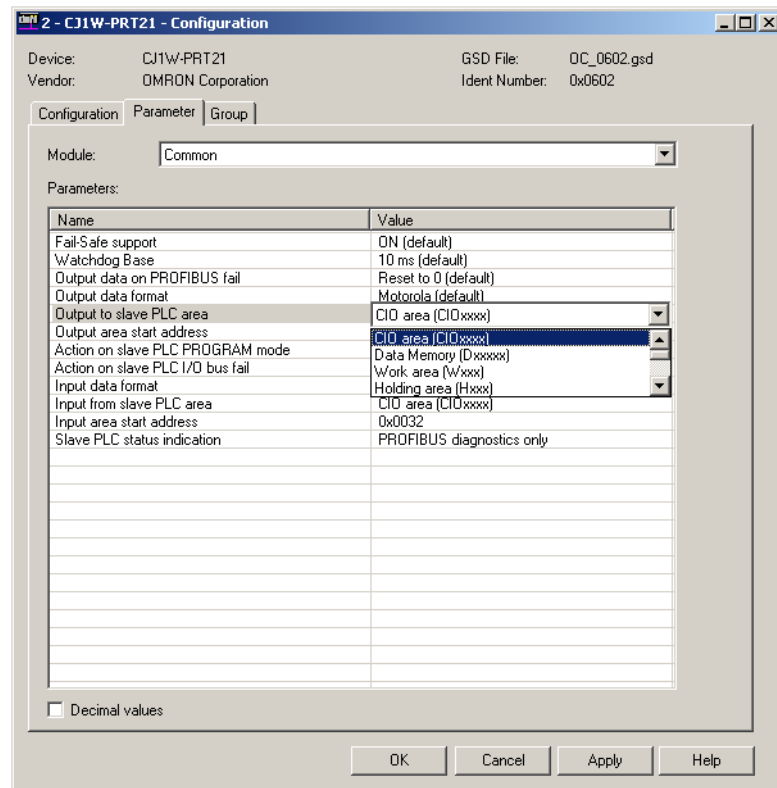 2 - CJ1W-PRT21 - Configuration
Device: CJ1W-PRT21 GSD File: OC_0602.gsd
Vendor: OMRON Corporation Ident Number: 0x0602
Configuration Parameter Group
Module: Common
Parameters:
Name Value
Fail-Safe support ON (default)
Watchdog Base 10 ms (default)
Output data on PROFIBUS fail Reset to 0 (default)
Output data format Motorola (default)
Output to slave PLC area CIO area (CIOxxxx)
Output area start address CIO area (CIOxxxx)
Action on slave PLC PROGRAM mode Data Memory (Dxxxxx)
Action on slave PLC I/O bus fail Work area (Wxxx)
Input data format Holding area (Hxxx)
Input from slave PLC area CIO area (CIOxxxx)
Input area start address 0x0032
Slave PLC status indication PROFIBUS diagnostics only
Decimal values
OK Cancel Apply Help